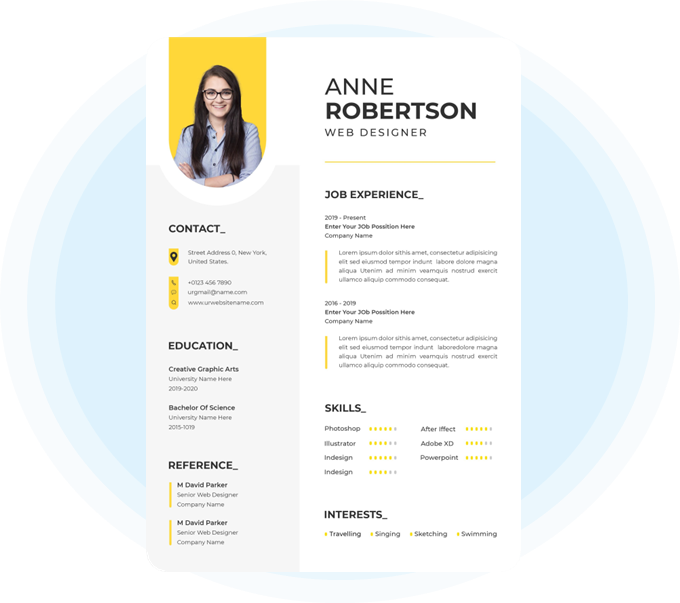 ANNE
ROBERTSON
WEB DESIGNER
CONTACT_
Street Address 0, New York,
United States.
+0123 456 7890
urgmail@name.com
www.urwebsitename.com
EDUCATION_
Creative Graphic Arts
University Name Here
2019-2020
Bachelor Of Science
University Name Here
2015-1019
REFERENCE_
M David Parker
Senior Web Designer
Company Name
M David Parker
Senior Web Designer
Company Name
JOB EXPERIENCE_
2019 - Present
Enter Your JOb Possition Here
Company Name
Lorem ipsum dolor sithis amet, consectetur adipisicing
elit sed eiusmod tempor indunt labore dolore magna
aliqua Utenim ad minim veamquis nostrud exercit
ullamcolaboris aliquip commodo consequat.
2016 - 2019
Enter Your JOb Possition Here
Company Name
Lorem ipsum dolor sithis amet, consectetur adipisicing
elit sed eiusmod tempor indunt laboredolore magna
aliqua Utenim ad minim veamquis nostrud exercit
ullamcolaboris aliquip commodo consequat.
SKILLS_
Photoshop
Illustrator
Indesign
Indesign
After Iffect
Adobe XD
Powerpoint
INTERESTS_
Travelling Singing Sketching Swimming